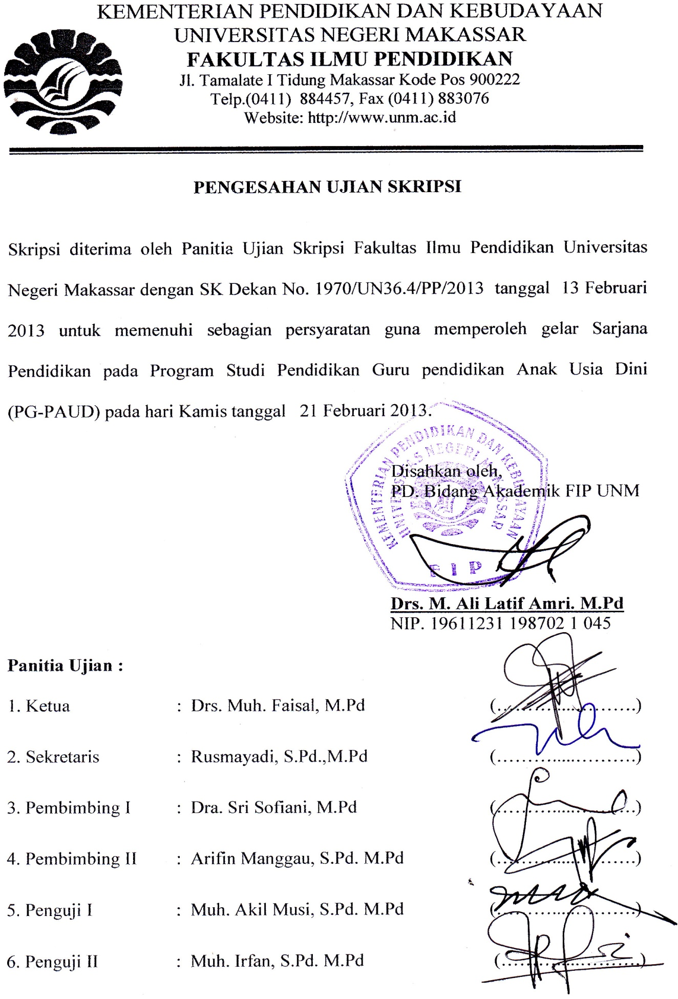 KEMENTERIAN PENDIDIKAN DAN KEBUDAYAAN
UNIVERSITAS NEGERI MAKASSAR
FAKULTAS ILMU PENDIDIKAN
Jl. Tamalate I Tidung Makassar Kode Pos 900222
Telp.(0411) 884457, Fax (0411) 883076
Website: http://www.unm.ac.id
PENGESAHAN UJIAN SKRIPSI
Skripsi diterima oleh Panitia Ujian Skripsi Fakultas Ilmu Pendidikan Universitas
Negeri Makassar dengan SK Dekan No. 1970/UN36.4/PP/2013 tanggal 13 Februari
2013 untuk memenuhi sebagian persyaratan guna memperoleh gelar Sarjana
Pendidikan pada Program Studi Pendidikan Guru pendidikan Anak Usia Dini
(PG-PAUD) pada hari Kamis tanggal 21 Februari 2013.
KEMENTERIAN PENDIDIKAN DAN KEBUDAYAAN
UNIVERSITAS NEGERI MAKASSAR
Disahkan oleh,
PD. Bidang Akademik FIP UNM
FIP
Drs. M. Ali Latif Amri. M.Pd
NIP. 19611231 198702 1 045
Panitia Ujian :
1. Ketua : Drs. Muh. Faisal, M.Pd (..........................)
2. Sekretaris : Rusmayadi, S.Pd.,M.Pd (..........................)
3. Pembimbing I : Dra. Sri Sofiani, M.Pd (..........................)
4. Pembimbing II : Arifin Manggau, S.Pd. M.Pd (..........................)
5. Penguji I : Muh. Akil Musi, S.Pd. M.Pd (..........................)
6. Penguji II : Muh. Irfan, S.Pd. M.Pd (..........................)